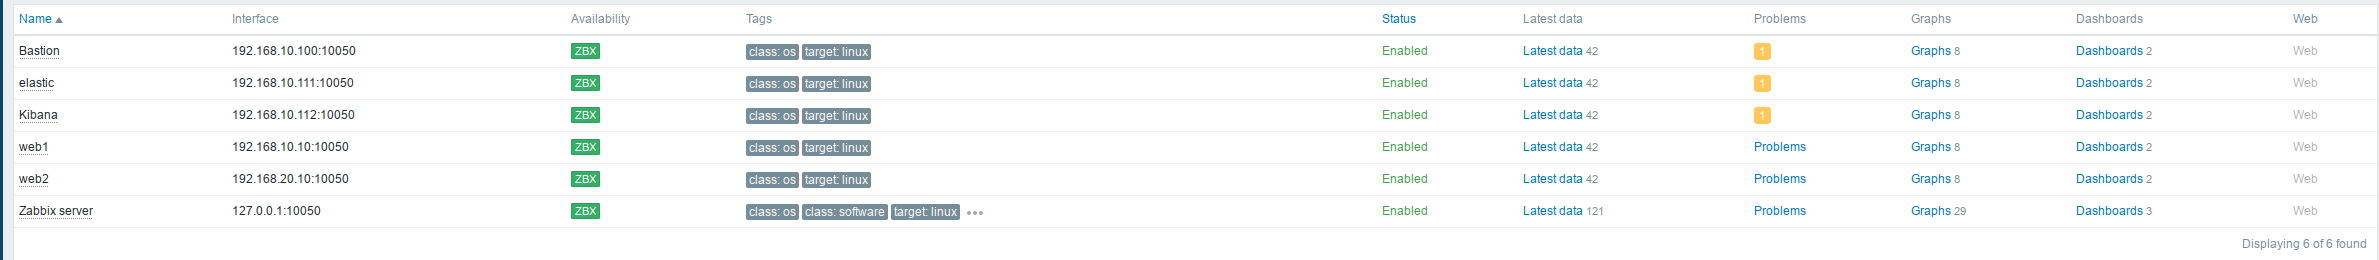 Name Interface Availability Tags Status Latest data Problems Graphs Dashboards Web
Bastion 192.168.10.100:10050 ZBX class: os target: linux Enabled Latest data 42 1 Graphs 8 Dashboards 2 Web
elastic 192.168.10.111:10050 ZBX class: os target: linux Enabled Latest data 42 1 Graphs 8 Dashboards 2 Web
Kibana 192.168.10.112:10050 ZBX class: os target: linux Enabled Latest data 42 1 Graphs 8 Dashboards 2 Web
web1 192.168.10.10:10050 ZBX class: os target: linux Enabled Latest data 42 Problems Graphs 8 Dashboards 2 Web
web2 192.168.20.10:10050 ZBX class: os target: linux Enabled Latest data 42 Problems Graphs 8 Dashboards 2 Web
Zabbix server 127.0.0.1:10050 ZBX class: os class: software target: linux ••• Enabled Latest data 121 Problems Graphs 29 Dashboards 3 Web
Displaying 6 of 6 found